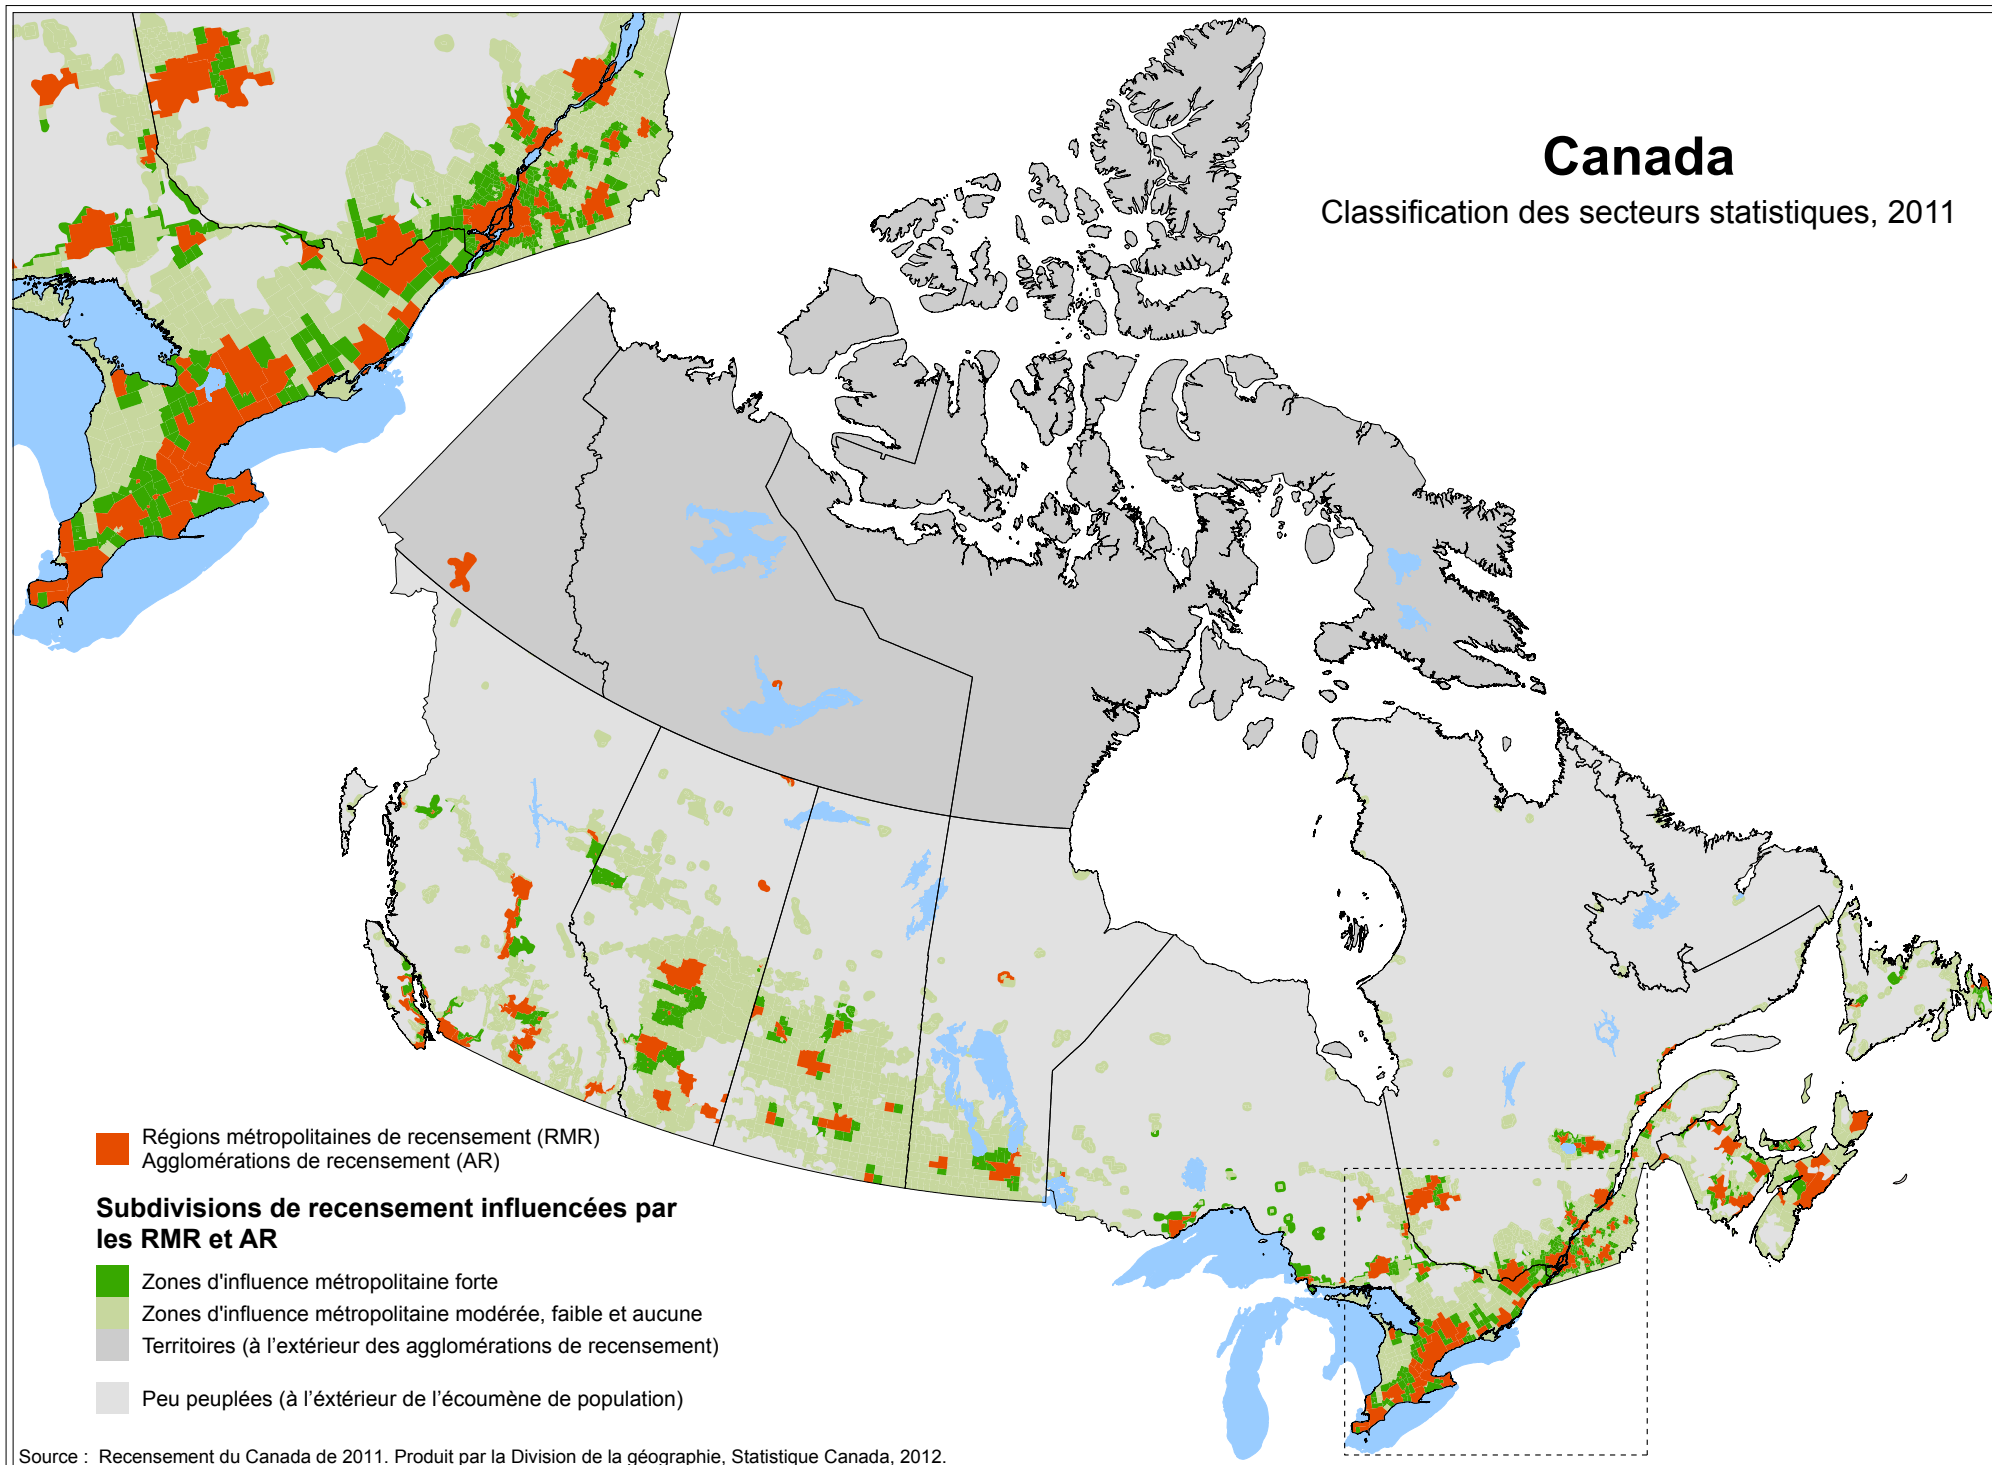 Canada
Classification des secteurs statistiques, 2011
Régions métropolitaines de recensement (RMR)
Agglomérations de recensement (AR)
Subdivisions de recensement influencées par
les RMR et AR
Zones d'influence métropolitaine forte
Zones d'influence métropolitaine modérée, faible et aucune
Territoires (à l’extérieur des agglomérations de recensement)
Peu peuplées (à l’éxtérieur de l’écoumène de population)
Source : Recensement du Canada de 2011. Produit par la Division de la géographie, Statistique Canada, 2012.